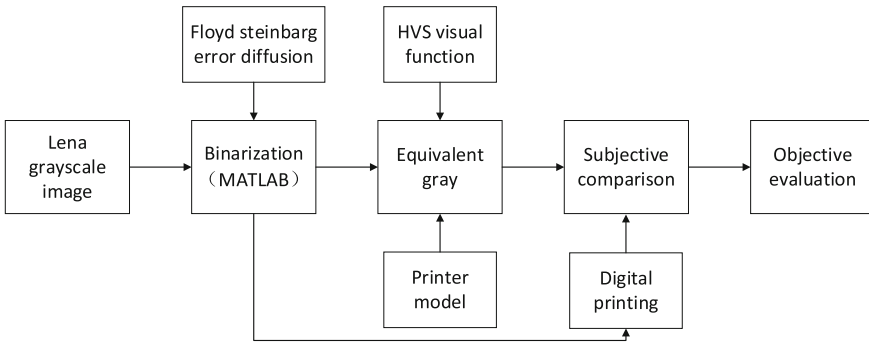 Floyd steinbarg
error diffusion
HVS visual
function
Lena
grayscale
image
Binarization
（MATLAB）
Equivalent
gray
Subjective
comparison
Objective
evaluation
Printer
model
Digital
printing